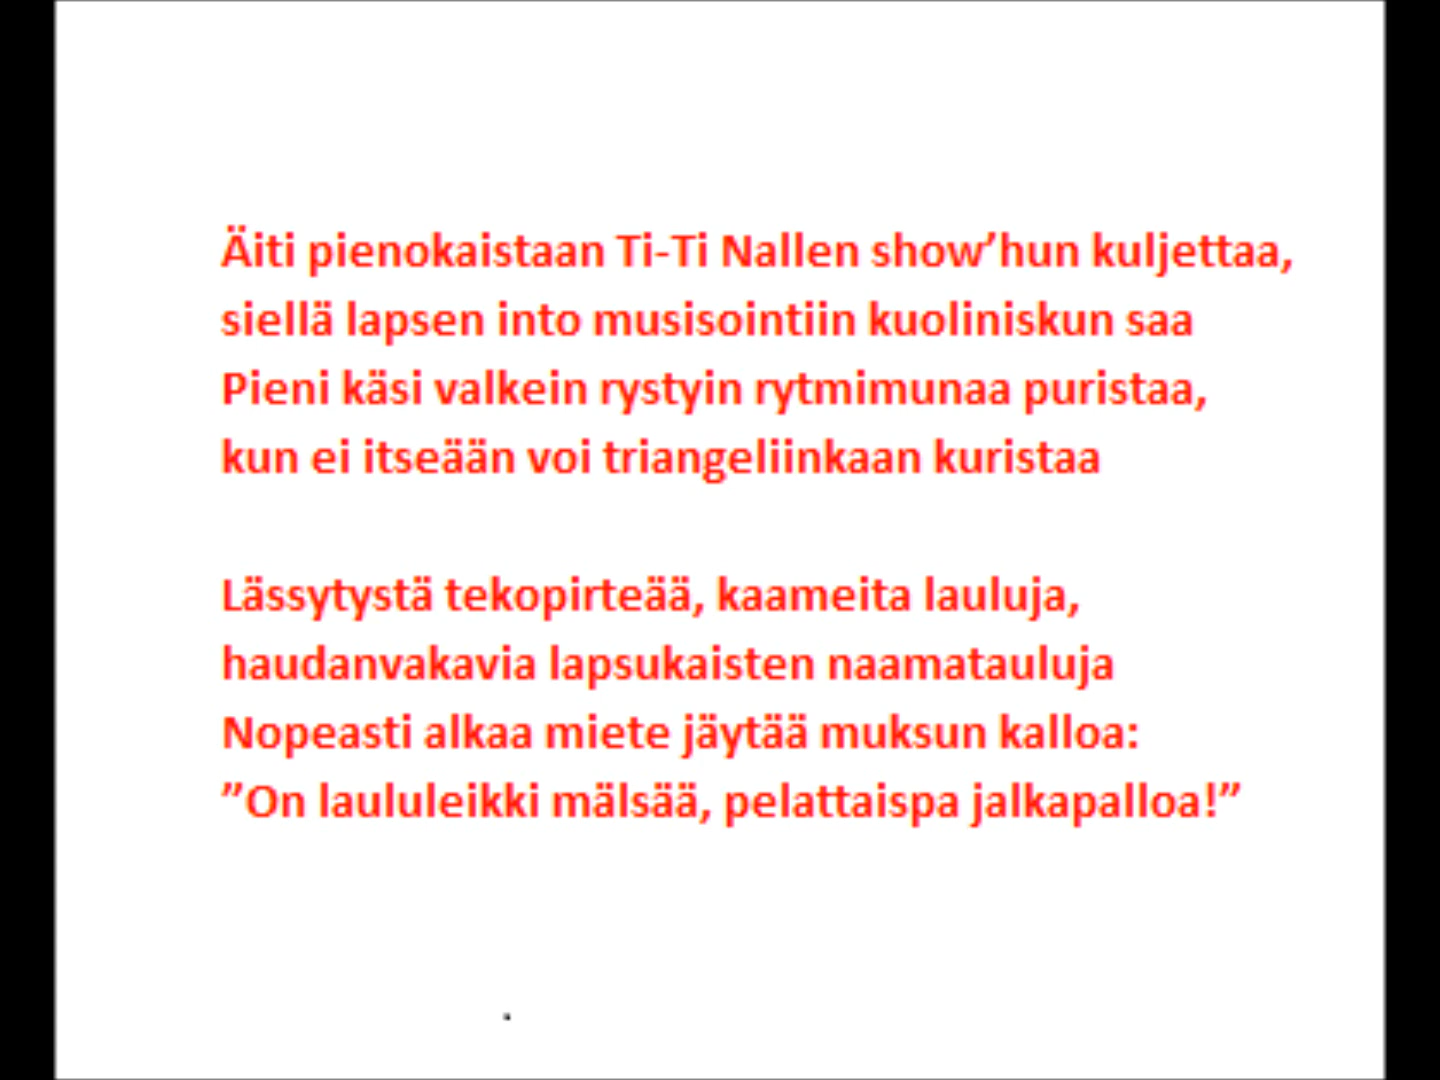 Äiti pienokaistaan Ti-Ti Nallen show’hun kuljettaa,
siellä lapsen into musisointiin kuoliniskun saa
Pieni käsi valkein rystyin rytmimunaa puristaa,
kun ei itseään voi triangeliinkaan kuristaa
Lässytystä tekopirteää, kaameita lauluja,
haudanvakavia lapsukaisten naamatauluja
Nopeasti alkaa miete jäytää muksun kalloa:
”On laululeikki mälsää, pelattaispa jalkapalloa!”